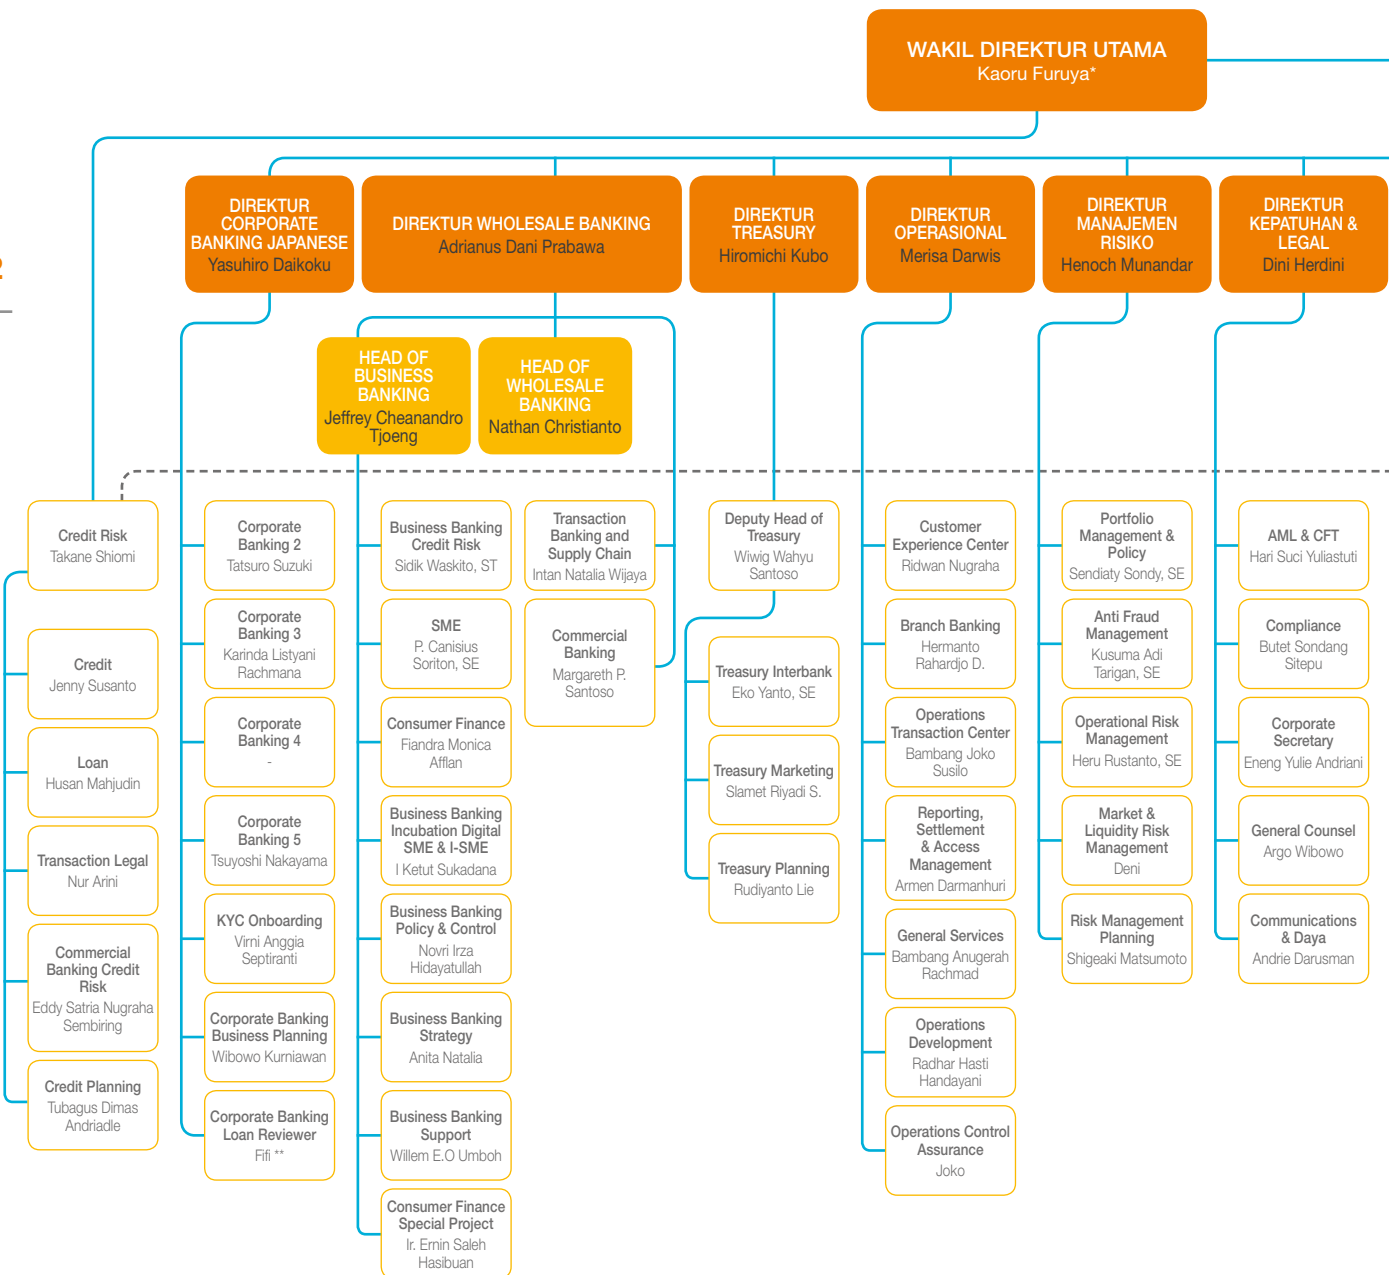 WAKIL DIREKTUR UTAMA
Kaoru Furuya*
DIREKTUR
CORPORATE
BANKING JAPANESE
Yasuhiro Daikoku
DIREKTUR WHOLESALE BANKING
Adrianus Dani Prabawa
DIREKTUR
TREASURY
Hiromichi Kubo
DIREKTUR
OPERASIONAL
Merisa Darwis
DIREKTUR
MANAJEMEN
RISIKO
Henoch Munandar
DIREKTUR
KEPATUHAN &
LEGAL
Dini Herdini
2
HEAD OF
BUSINESS
BANKING
Jeffrey Cheanandro
Tjoeng
HEAD OF
WHOLESALE
BANKING
Nathan Christianto
Credit Risk
Takane Shiomi
Credit
Jenny Susanto
Loan
Husan Mahjudin
Transaction Legal
Nur Arini
Commercial
Banking Credit
Risk
Eddy Satria Nugraha
Sembiring
Credit Planning
Tubagus Dimas
Andriadle
Corporate
Banking 2
Tatsuro Suzuki
Corporate
Banking 3
Karinda Listyani
Rachmana
Corporate
Banking 4
-
Corporate
Banking 5
Tsuyoshi Nakayama
KYC Onboarding
Virni Anggia
Septiranti
Corporate Banking
Business Planning
Wibowo Kurniawan
Corporate Banking
Loan Reviewer
Fifi **
Business Banking
Credit Risk
Sidik Waskito, ST
SME
P. Canisius
Soriton, SE
Consumer Finance
Fiandra Monica
Afflan
Business Banking
Incubation Digital
SME & I-SME
I Ketut Sukadana
Business Banking
Policy & Control
Novri Irza
Hidayatullah
Business Banking
Strategy
Anita Natalia
Business Banking
Support
Willem E.O Umboh
Consumer Finance
Special Project
Ir. Ernin Saleh
Hasibuan
Transaction
Banking and
Supply Chain
Intan Natalia Wijaya
Commercial
Banking
Margareth P.
Santoso
Deputy Head of
Treasury
Wiwig Wahyu
Santoso
Treasury Interbank
Eko Yanto, SE
Treasury Marketing
Slamet Riyadi S.
Treasury Planning
Rudiyanto Lie
Customer
Experience Center
Ridwan Nugraha
Branch Banking
Hermanto
Rahardjo D.
Operations
Transaction Center
Bambang Joko
Susilo
Reporting,
Settlement
& Access
Management
Armen Darmanhuri
General Services
Bambang Anugerah
Rachmad
Operations
Development
Radhar Hasti
Handayani
Operations Control
Assurance
Joko
Portfolio
Management &
Policy
Sendiaty Sondy, SE
Anti Fraud
Management
Kusuma Adi
Tarigan, SE
Operational Risk
Management
Heru Rustanto, SE
Market &
Liquidity Risk
Management
Deni
Risk Management
Planning
Shigeaki Matsumoto
AML & CFT
Hari Suci Yuliastuti
Compliance
Butet Sondang
Sitepu
Corporate
Secretary
Eneng Yulie Andriani
General Counsel
Argo Wibowo
Communications
& Daya
Andrie Darusman